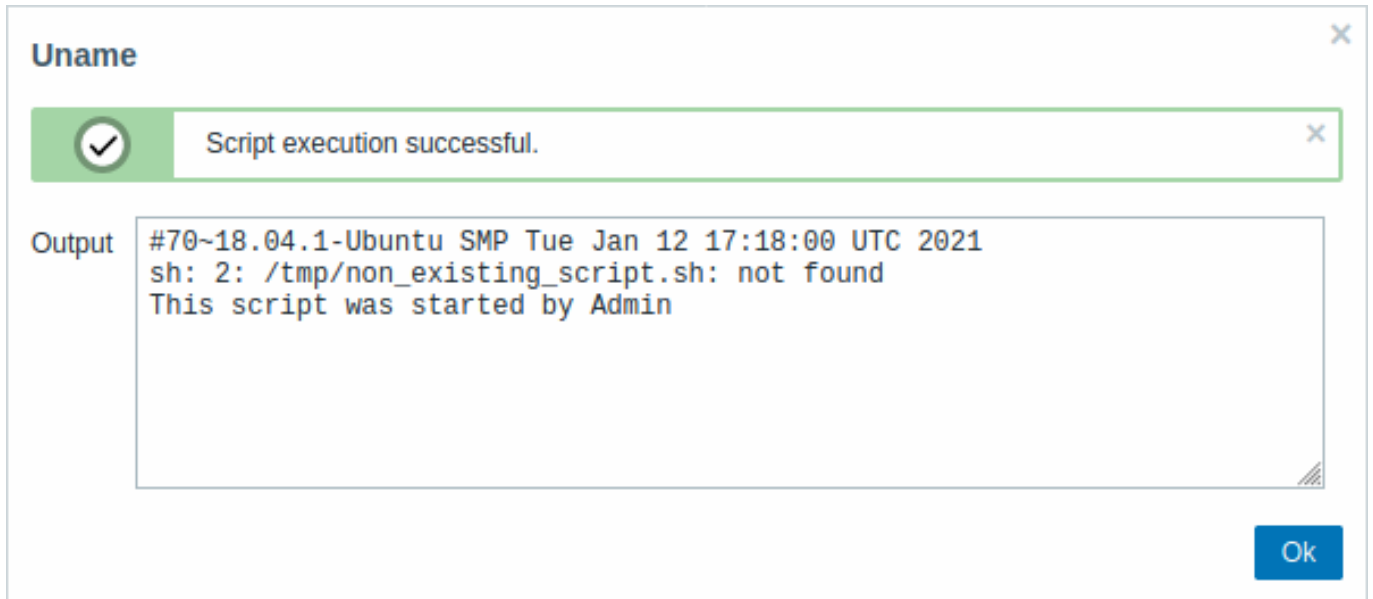 Uname
Script execution successful.
Output
#70~18.04.1-Ubuntu SMP Tue Jan 12 17:18:00 UTC 2021
sh: 2: /tmp/non_existing_script.sh: not found
This script was started by Admin
Ok